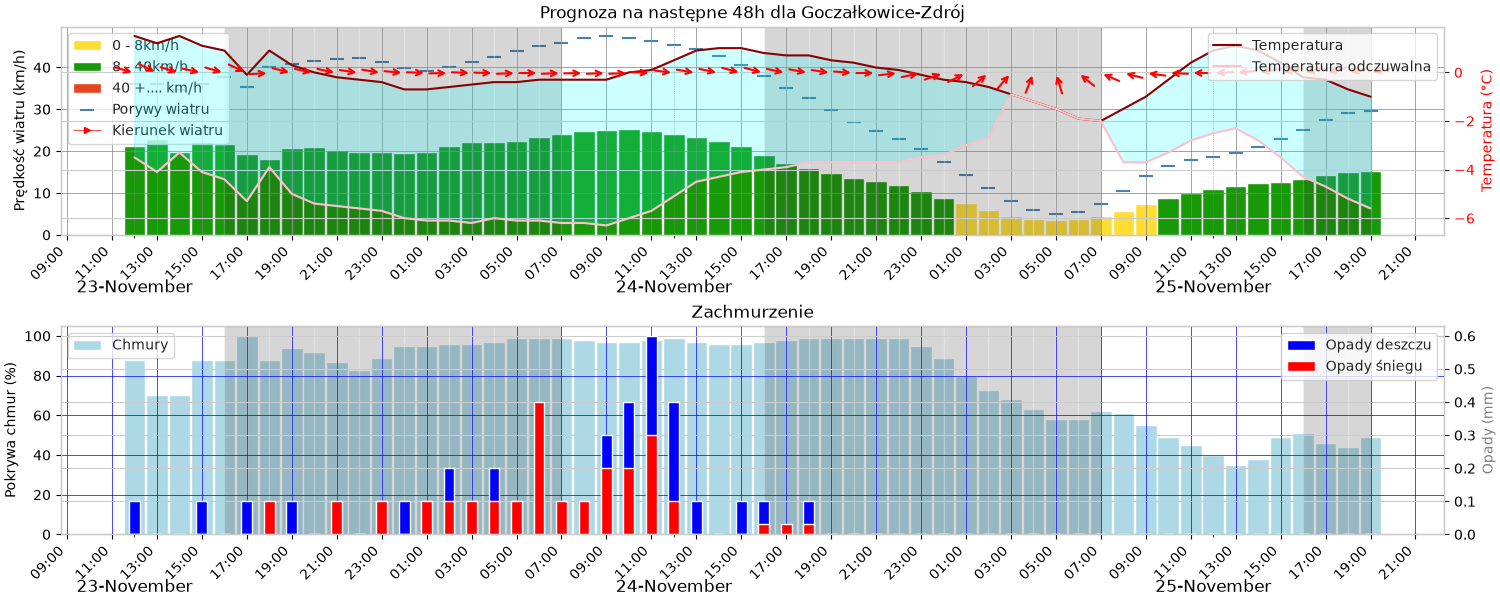 Prognoza na następne 48h dla Goczałkowice-Zdrój
Prędkość wiatru (km/h)
0
10
20
30
40
0 - 8km/h
8 - 40km/h
40 +.... km/h
Porywy wiatru
Kierunek wiatru
Temperatura
Temperatura odczuwalna
0
−2
−4
−6
Temperatura (°C)
09:00 11:00 13:00 15:00 17:00 19:00 21:00 23:00 01:00 03:00 05:00 07:00 09:00 11:00 13:00 15:00 17:00 19:00 21:00 23:00 01:00 03:00 05:00 07:00 09:00 11:00 13:00 15:00 17:00 19:00 21:00
23-November 24-November 25-November
Zachmurzenie
Pokrywa chmur (%)
100
80
60
40
20
0
Chmury
Opady deszczu
Opady śniegu
0.6
0.5
0.4
0.3
0.2
0.1
0.0
Opady (mm)
09:00 11:00 13:00 15:00 17:00 19:00 21:00 23:00 01:00 03:00 05:00 07:00 09:00 11:00 13:00 15:00 17:00 19:00 21:00 23:00 01:00 03:00 05:00 07:00 09:00 11:00 13:00 15:00 17:00 19:00 21:00
23-November 24-November 25-November